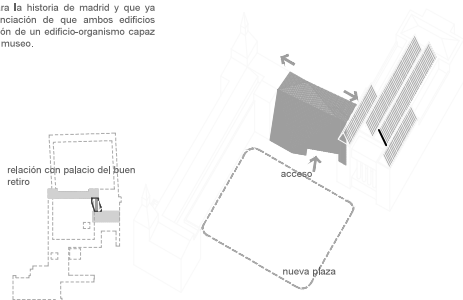 ra la historia de madrid y que ya
nciación de que ambos edificios
ón de un edificio-organismo capaz
museo.
relación con palacio del buen
retiro
acceso
nueva plaza